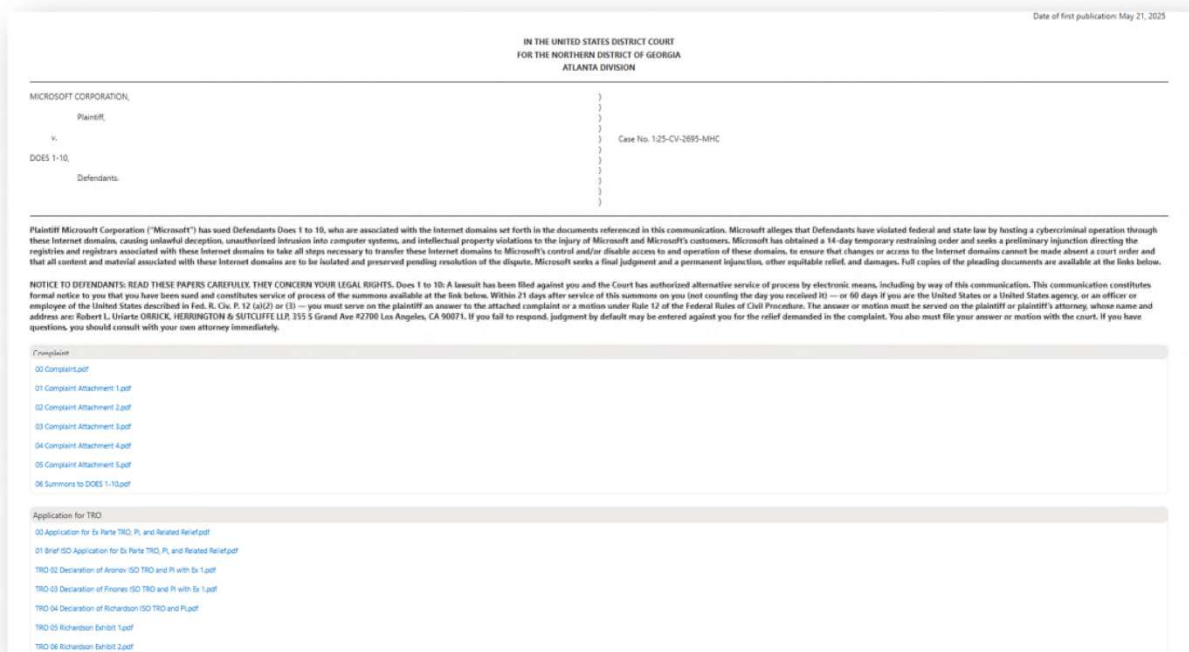 Date of first publication: May 21, 2025
IN THE UNITED STATES DISTRICT COURT
FOR THE NORTHERN DISTRICT OF GEORGIA
ATLANTA DIVISION
MICROSOFT CORPORATION,
Plaintiff,
v.
DOES 1-10,
Defendants.
)
)
)
)
)
)
)
)
)
)
)
Case No. 1:25-CV-2695-MHC
Plaintiff Microsoft Corporation ("Microsoft") has sued Defendants Does 1 to 10, who are associated with the Internet domains set forth in the documents referenced in this communication. Microsoft alleges that Defendants have violated federal and state law by hosting a cybercriminal operation through
these Internet domains, causing unlawful deception, unauthorized intrusion into computer systems, and intellectual property violations to the injury of Microsoft and Microsoft's customers. Microsoft has obtained a 14-day temporary restraining order and seeks a preliminary injunction directing the
registries and registrars associated with these Internet domains to take all steps necessary to transfer these Internet domains to Microsoft's control and/or disable access to and operation of these domains, to ensure that changes or access to the Internet domains cannot be made absent a court order and
that all content and material associated with these Internet domains are to be isolated and preserved pending resolution of the dispute. Microsoft seeks a final judgment and a permanent injunction, other equitable relief, and damages. Full copies of the pleading documents are available at the links below.
NOTICE TO DEFENDANTS: READ THESE PAPERS CAREFULLY, THEY CONCERN YOUR LEGAL RIGHTS. Does 1 to 10: A lawsuit has been filed against you and the Court has authorized alternative service of process by electronic means, including by way of this communication. This communication constitutes
formal notice to you that you have been sued and constitutes service of process of the summons available at the link below. Within 21 days after service of this summons on you (not counting the day you received it) — or 60 days if you are the United States or a United States agency, or an officer or
employee of the United States described in Fed. R. Civ. P. 12 (a)(2) or (3) — you must serve on the plaintiff an answer to the attached complaint or a motion under Rule 12 of the Federal Rules of Civil Procedure. The answer or motion must be served on the plaintiff or plaintiff's attorney, whose name and
address are: Robert L. Uriarte ORRICK, HERRINGTON & SUTCLIFFE LLP, 355 S Grand Ave #2700 Los Angeles, CA 90071. If you fail to respond, judgment by default may be entered against you for the relief demanded in the complaint. You also must file your answer or motion with the court. If you have
questions, you should consult with your own attorney immediately.
Complaint
00 Complaint.pdf
01 Complaint Attachment 1.pdf
02 Complaint Attachment 2.pdf
03 Complaint Attachment 3.pdf
04 Complaint Attachment 4.pdf
05 Complaint Attachment 5.pdf
06 Summons to DOES 1-10.pdf
Application for TRO
00 Application for Ex Parte TRO, PI, and Related Relief.pdf
01 Brief ISO Application for Ex Parte TRO, PI, and Related Relief.pdf
TRO 02 Declaration of Aronov ISO TRO and PI with Ex 1.pdf
TRO 03 Declaration of Finones ISO TRO and PI with Ex 1.pdf
TRO 04 Declaration of Richardson ISO TRO and PI.pdf
TRO 05 Richardson Exhibit 1.pdf
TRO 06 Richardson Exhibit 2.pdf